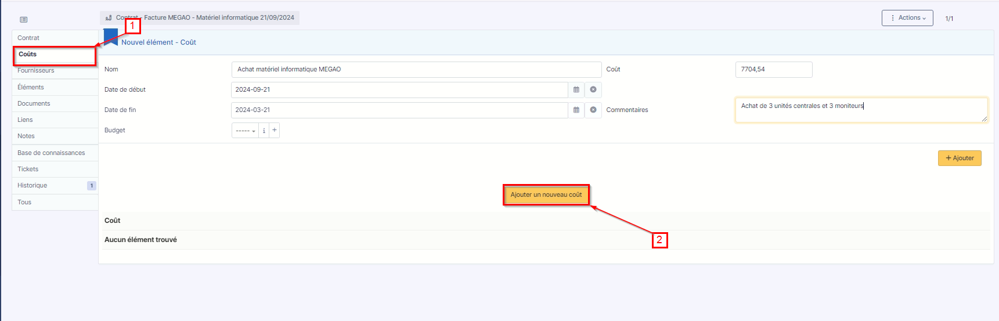 Contrat - Facture MEGAO - Matériel informatique 21/09/2024
Actions
1/1
1
Contrat
Nouvel élément - Coût
Coûts
Fournisseurs
Éléments
Documents
Liens
Notes
Base de connaissances
Tickets
Historique 1
Tous
Nom
Achat matériel informatique MEGAO
Coût
7704,54
Date de début
2024-09-21
Date de fin
2024-03-21
Commentaires
Achat de 3 unités centrales et 3 moniteurs
Budget
-----
i
+
+ Ajouter
Ajouter un nouveau coût
2
Coût
Aucun élément trouvé